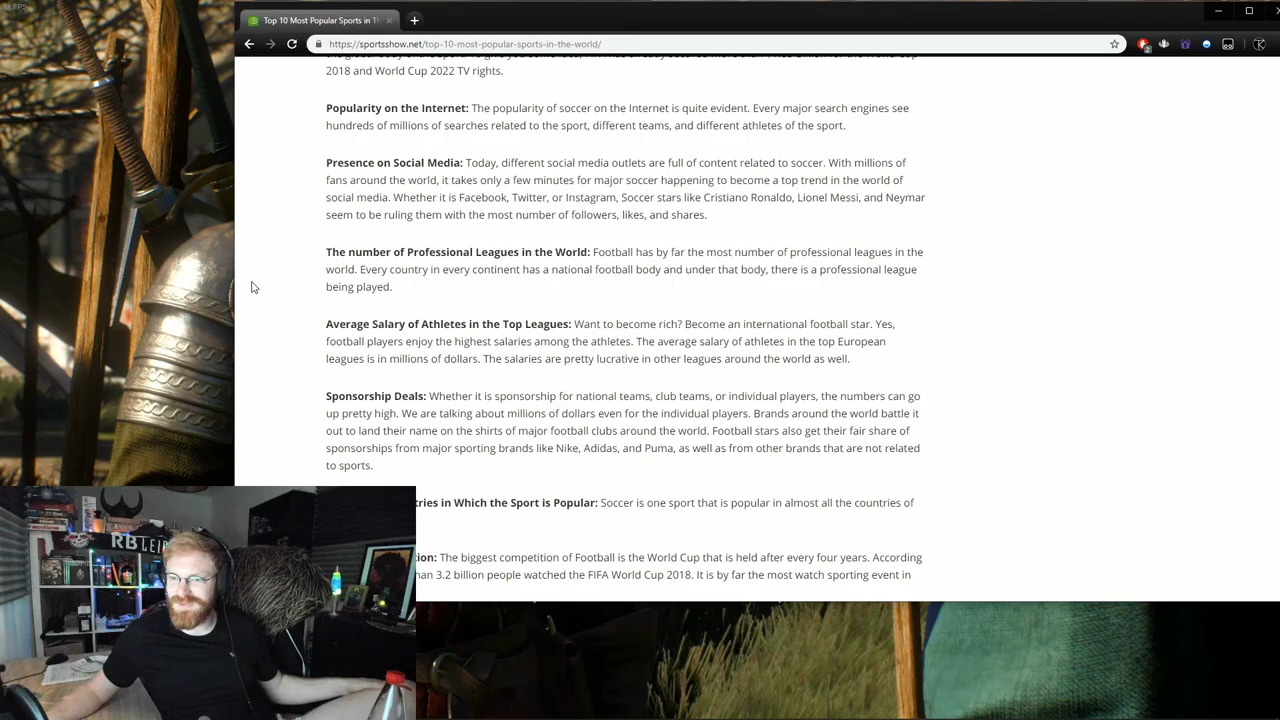 Top 10 Most Popular Sports in Th
https://sportsshow.net/top-10-most-popular-sports-in-the-world/
2018 and World Cup 2022 TV rights.
Popularity on the Internet: The popularity of soccer on the Internet is quite evident. Every major search engines see
hundreds of millions of searches related to the sport, different teams, and different athletes of the sport.
Presence on Social Media: Today, different social media outlets are full of content related to soccer. With millions of
fans around the world, it takes only a few minutes for major soccer happening to become a top trend in the world of
social media. Whether it is Facebook, Twitter, or Instagram, Soccer stars like Cristiano Ronaldo, Lionel Messi, and Neymar
seem to be ruling them with the most number of followers, likes, and shares.
The number of Professional Leagues in the World: Football has by far the most number of professional leagues in the
world. Every country in every continent has a national football body and under that body, there is a professional league
being played.
Average Salary of Athletes in the Top Leagues: Want to become rich? Become an international football star. Yes,
football players enjoy the highest salaries among the athletes. The average salary of athletes in the top European
leagues is in millions of dollars. The salaries are pretty lucrative in other leagues around the world as well.
Sponsorship Deals: Whether it is sponsorship for national teams, club teams, or individual players, the numbers can go
up pretty high. We are talking about millions of dollars even for the individual players. Brands around the world battle it
out to land their name on the shirts of major football clubs around the world. Football stars also get their fair share of
sponsorships from major sporting brands like Nike, Adidas, and Puma, as well as from other brands that are not related
to sports.
tries in Which the Sport is Popular: Soccer is one sport that is popular in almost all the countries of
tion: The biggest competition of Football is the World Cup that is held after every four years. According
han 3.2 billion people watched the FIFA World Cup 2018. It is by far the most watch sporting event in